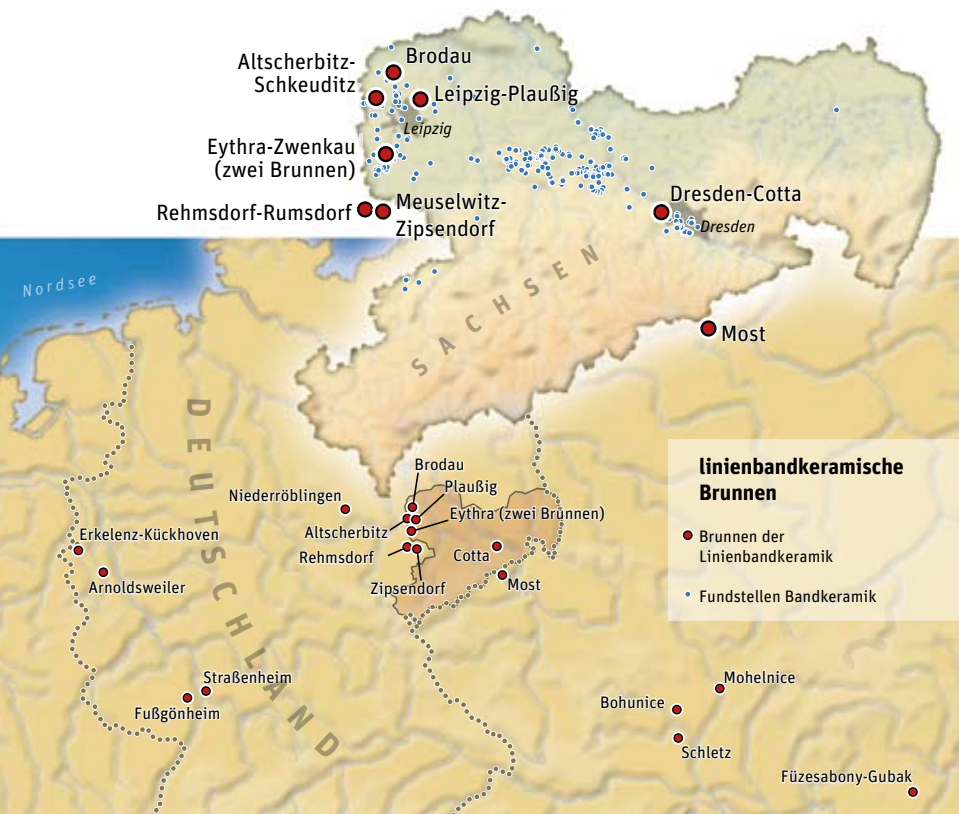 Altscherbitz-
Schkeuditz
Brodau
Leipzig-Plaußig
Leipzig
Eythra-Zwenkau
(zwei Brunnen)
Rehmsdorf-Rumsdorf
Meuselwitz-
Zipsendorf
Dresden-Cotta
Dresden
Nordsee
SACHSEN
Most
DEUTSCHLAND
linienbandkeramische
Brunnen
Brunnen der
Linienbandkeramik
Fundstellen Bandkeramik
Brodau
Plaußig
Niederröblingen
Eythra (zwei Brunnen)
Altscherbitz
Erkelenz-Kückhoven
Rehmsdorf
Cotta
Arnoldsweiler
Zipsendorf
Most
Straßenheim
Fußgönheim
Mohelnice
Bohunice
Schletz
Füzesabony-Gubak